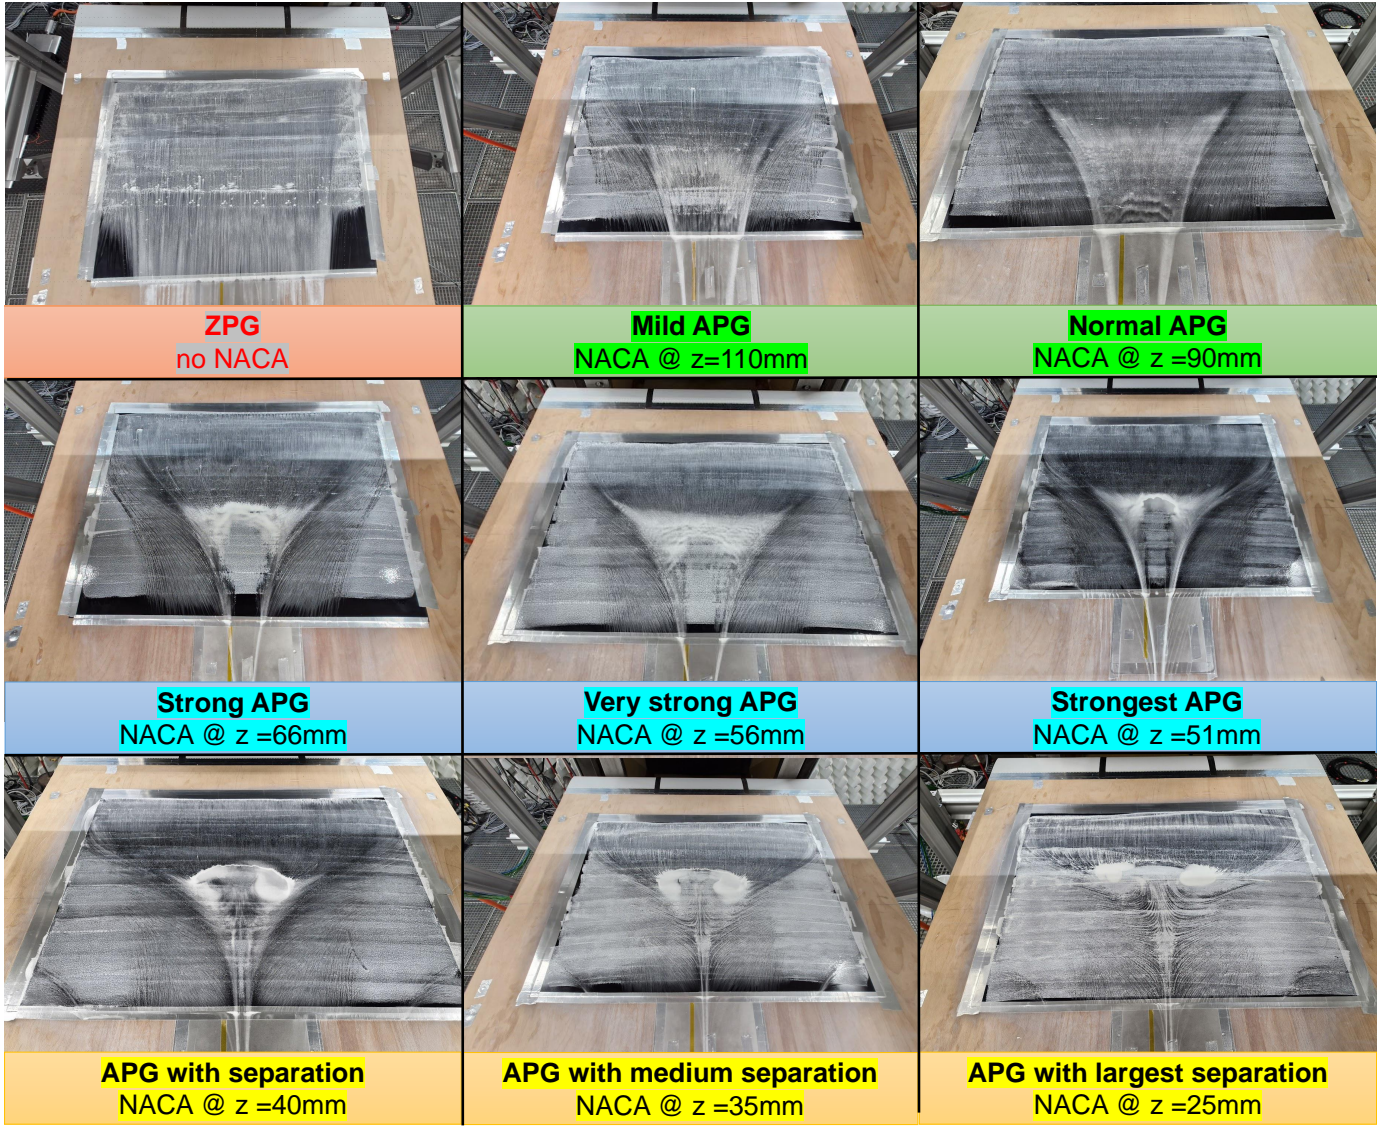 ZPG
no NACA
Mild APG
NACA @ z=110mm
Normal APG
NACA @ z =90mm
Strong APG
NACA @ z =66mm
Very strong APG
NACA @ z =56mm
Strongest APG
NACA @ z =51mm
APG with separation
NACA @ z =40mm
APG with medium separation
NACA @ z =35mm
APG with largest separation
NACA @ z =25mm